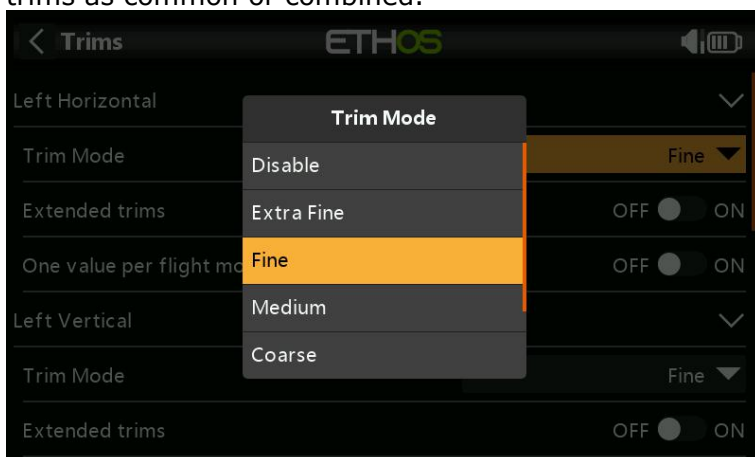 trims as common or combined.
Trims
ETHOS
Left Horizontal
Trim Mode
Trim Mode
Fine
Disable
Extended trims
OFF ON
Extra Fine
One value per flight mo
OFF ON
Fine
Left Vertical
Medium
Trim Mode
Fine
Coarse
Extended trims
OFF ON